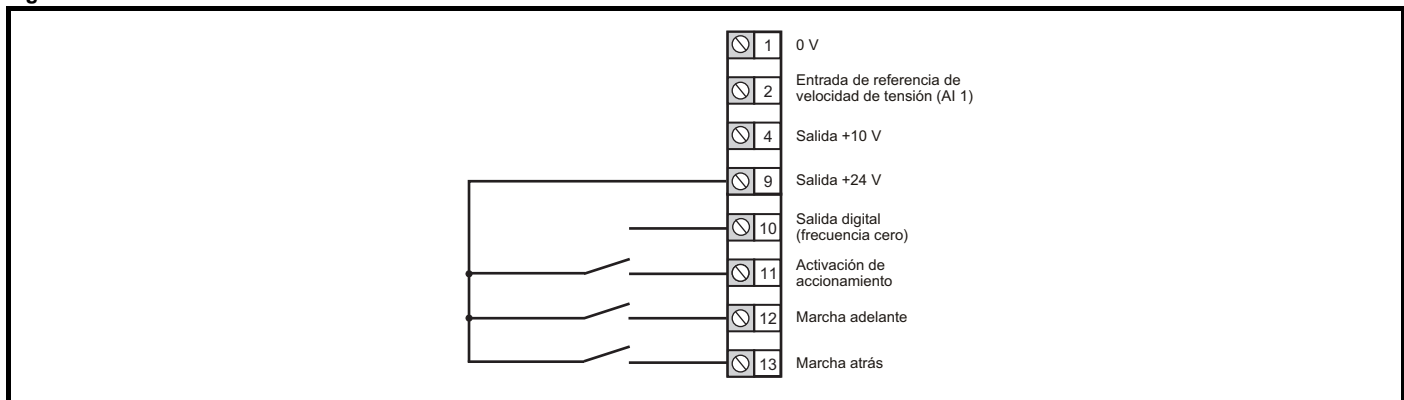 1 0 V
2 Entrada de referencia de
velocidad de tensión (AI 1)
4 Salida +10 V
9 Salida +24 V
10 Salida digital
(frecuencia cero)
11 Activación de
accionamiento
12 Marcha adelante
13 Marcha atrás